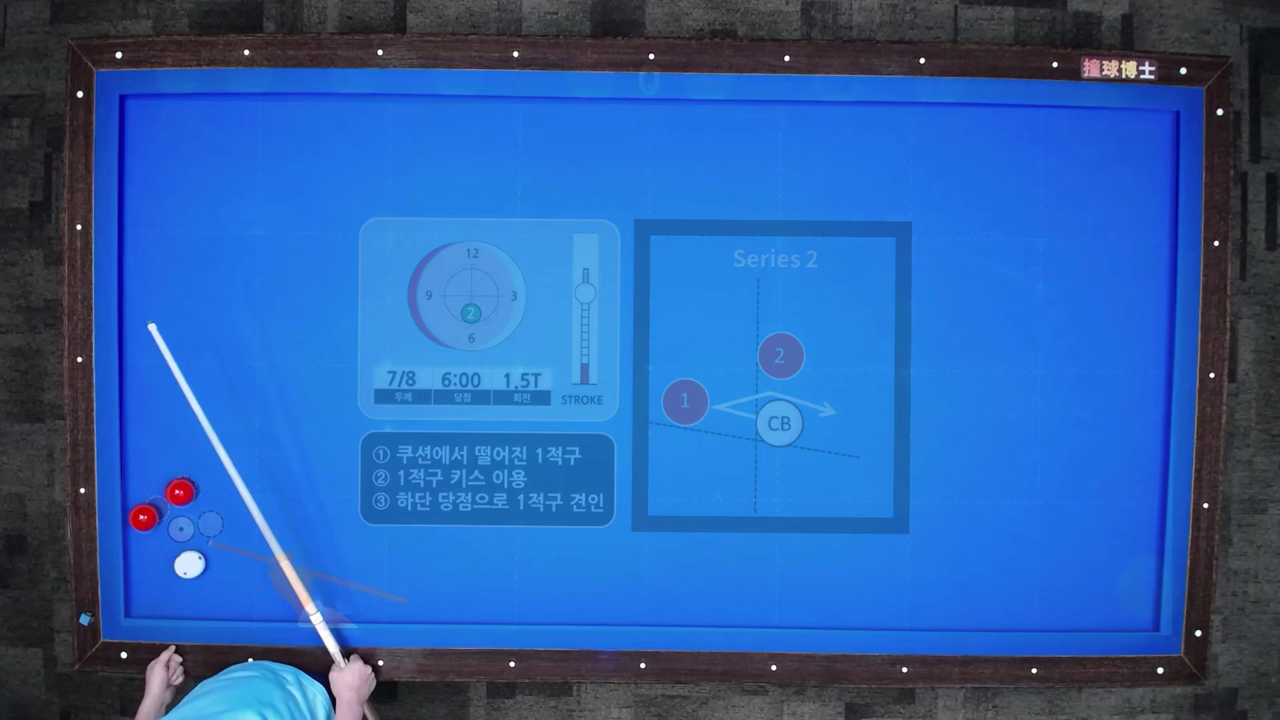 撞球博士
12
9
3
2
6
7/8
6:00
1.5T
두께
당점
회전
STROKE
Series 2
2
1
CB
① 쿠션에서 떨어진 1적구
② 1적구 키스 이용
③ 하단 당점으로 1적구 견인